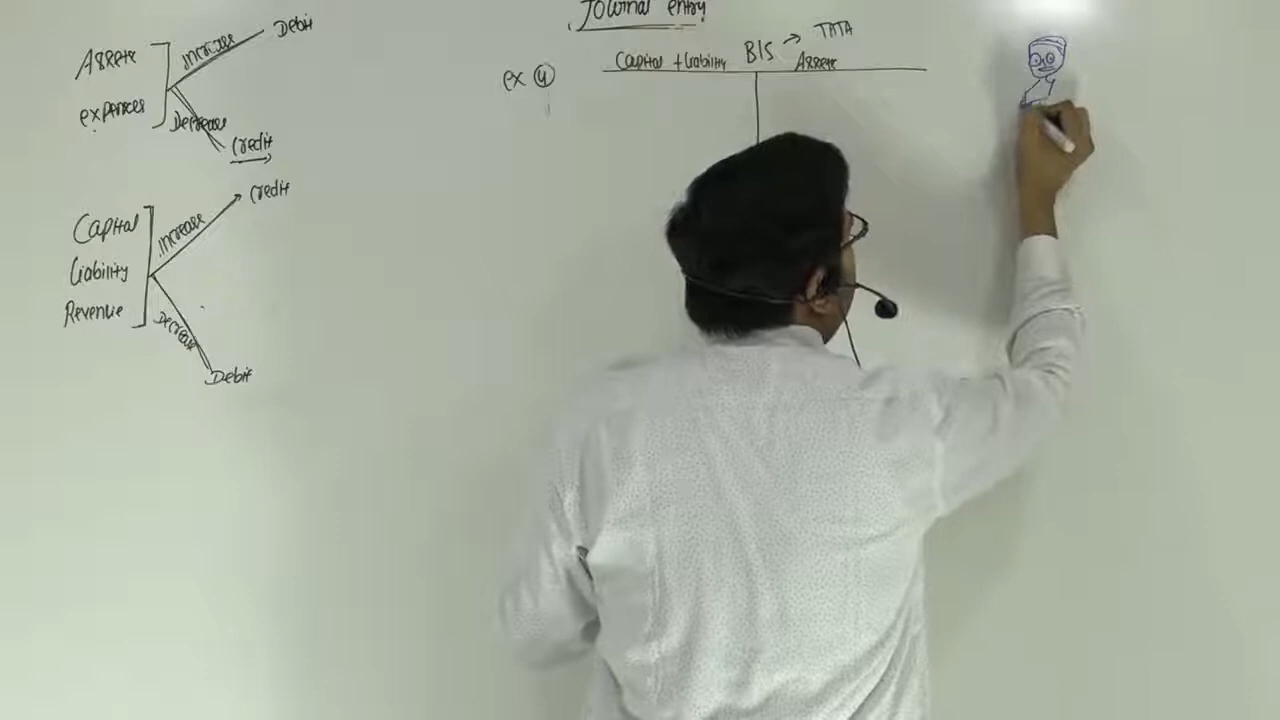 Journal entry
Assets
expenses
increase
Debit
Decrease
Credit
Capital
Liability
Revenue
increase
Credit
Decrease
Debit
ex 4
Capital + Liability B/S → TATA
Assets